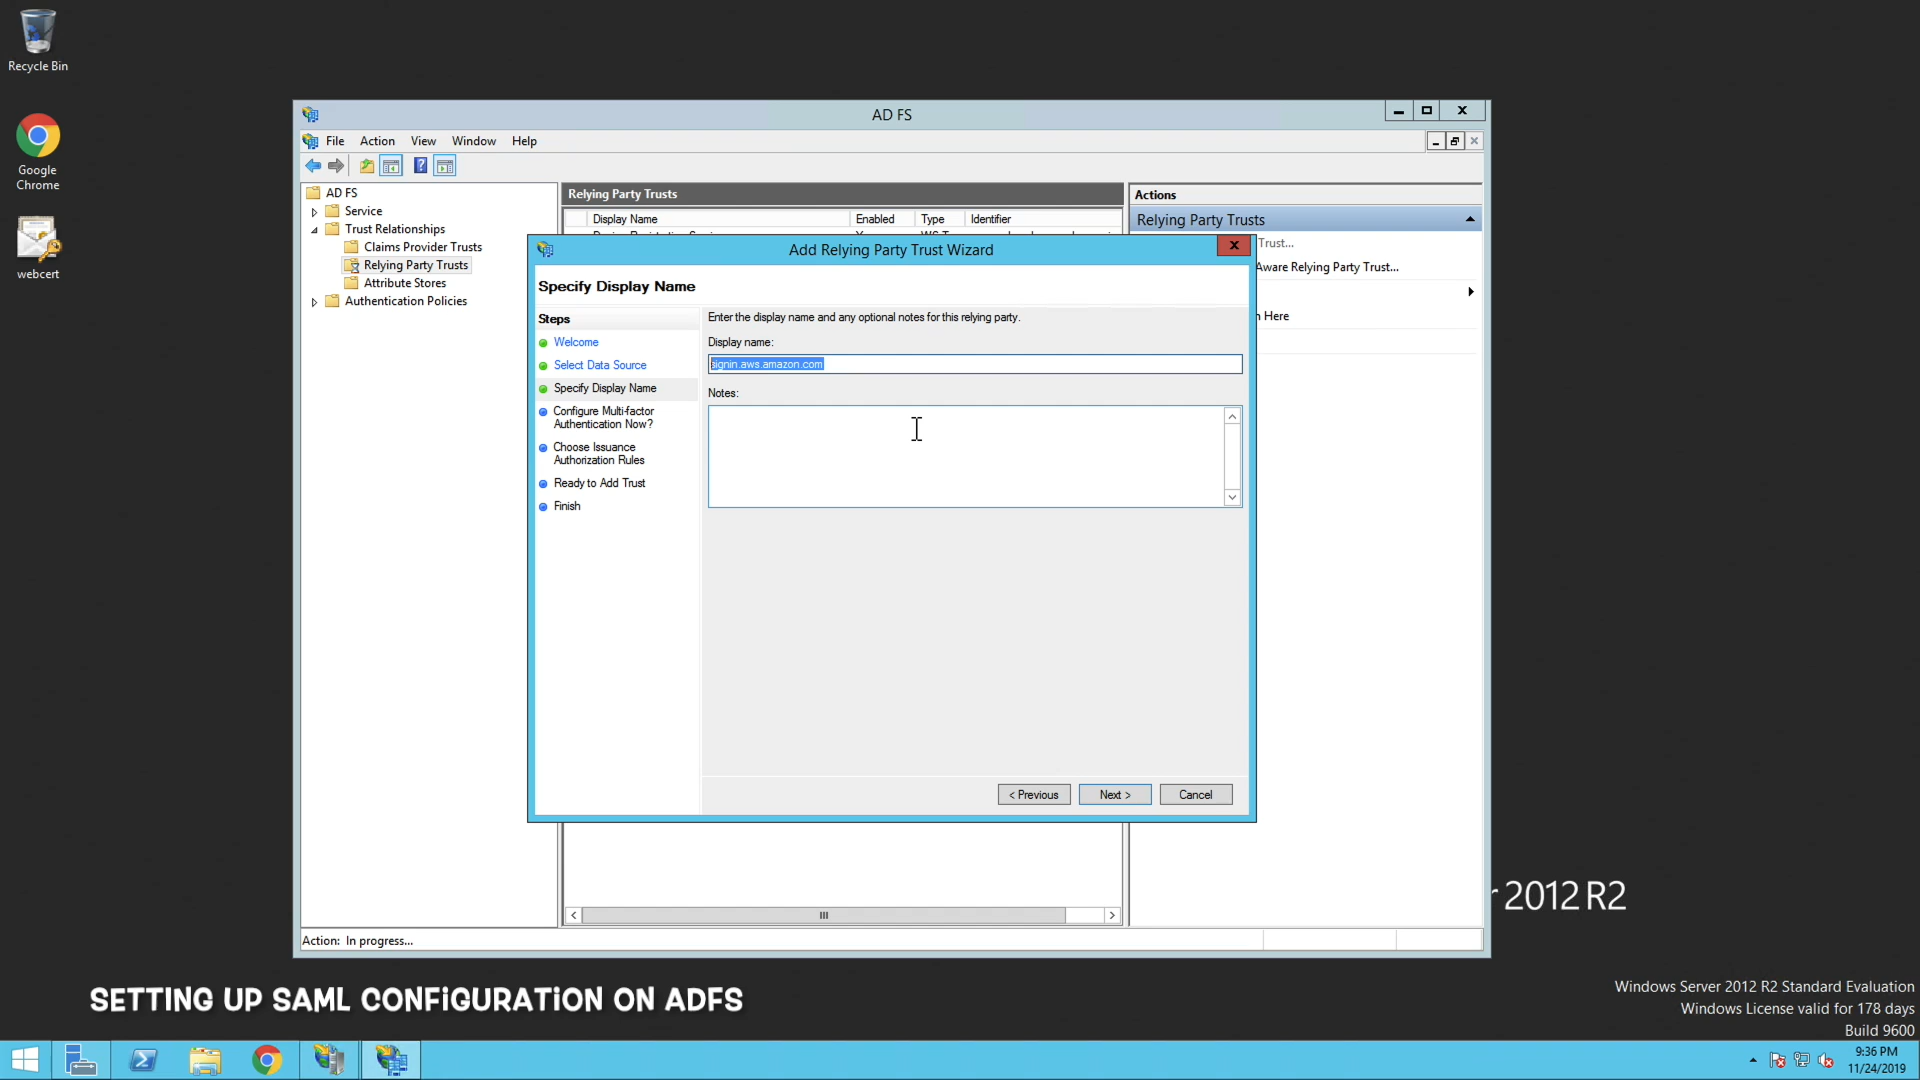 Recycle Bin
Google
Chrome
webcert
AD FS
File Action View Window Help
AD FS
Service
Trust Relationships
Claims Provider Trusts
Relying Party Trusts
Attribute Stores
Authentication Policies
Relying Party Trusts
Display Name Enabled Type Identifier
Actions
Relying Party Trusts
Trust...
Aware Relying Party Trust...
Here
Add Relying Party Trust Wizard
Specify Display Name
Steps
Welcome
Select Data Source
Specify Display Name
Configure Multi-factor
Authentication Now?
Choose Issuance
Authorization Rules
Ready to Add Trust
Finish
Enter the display name and any optional notes for this relying party.
Display name:
signin.aws.amazon.com
Notes:
< Previous Next > Cancel
Action: In progress...
r 2012 R2
SETTING UP SAML CONFIGURATION ON ADFS
Windows Server 2012 R2 Standard Evaluation
Windows License valid for 178 days
Build 9600
9:36 PM
11/24/2019